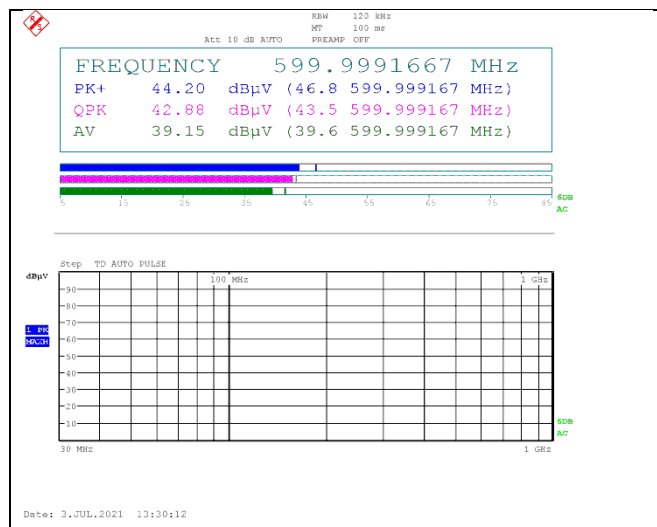 R S
RBW 120 kHz
MT 100 ms
Att 10 dB AUTO PREAMP OFF
FREQUENCY 599.9991667 MHz
PK+ 44.20 dBµV (46.8 599.999167 MHz)
QPK 42.88 dBµV (43.5 599.999167 MHz)
AV 39.15 dBµV (39.6 599.999167 MHz)
5 15 25 35 45 55 65 75 85
6DB
AC
Step TD AUTO PULSE
dBµV
100 MHz 1 GHz
90
80
70
1 PK
MAXH
60
50
40
30
20
10
6DB
AC
30 MHz 1 GHz
Date: 3.JUL.2021 13:30:12